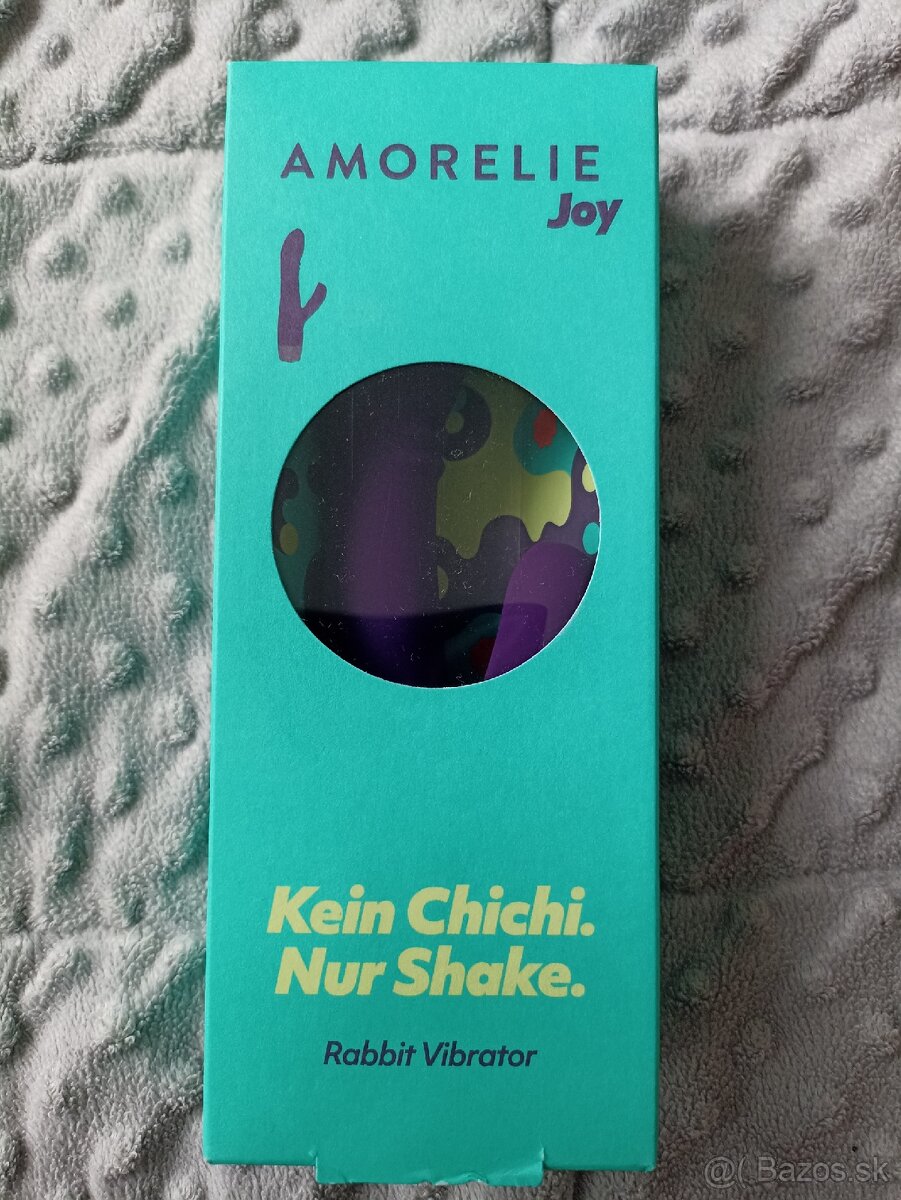 AMORELIE
Joy
Kein Chichi.
Nur Shake.
Rabbit Vibrator
@( Bazos.sk